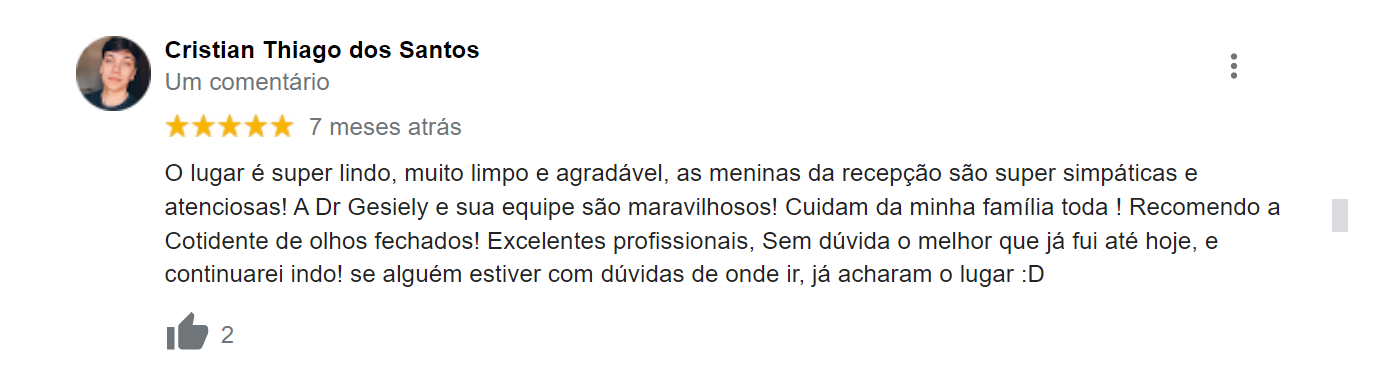 Cristian Thiago dos Santos
Um comentário
7 meses atrás
O lugar é super lindo, muito limpo e agradável, as meninas da recepção são super simpáticas e
atenciosas! A Dr Gesiely e sua equipe são maravilhosos! Cuidam da minha família toda ! Recomendo a
Cotidente de olhos fechados! Excelentes profissionais, Sem dúvida o melhor que já fui até hoje, e
continuarei indo! se alguém estiver com dúvidas de onde ir, já acharam o lugar :D
2